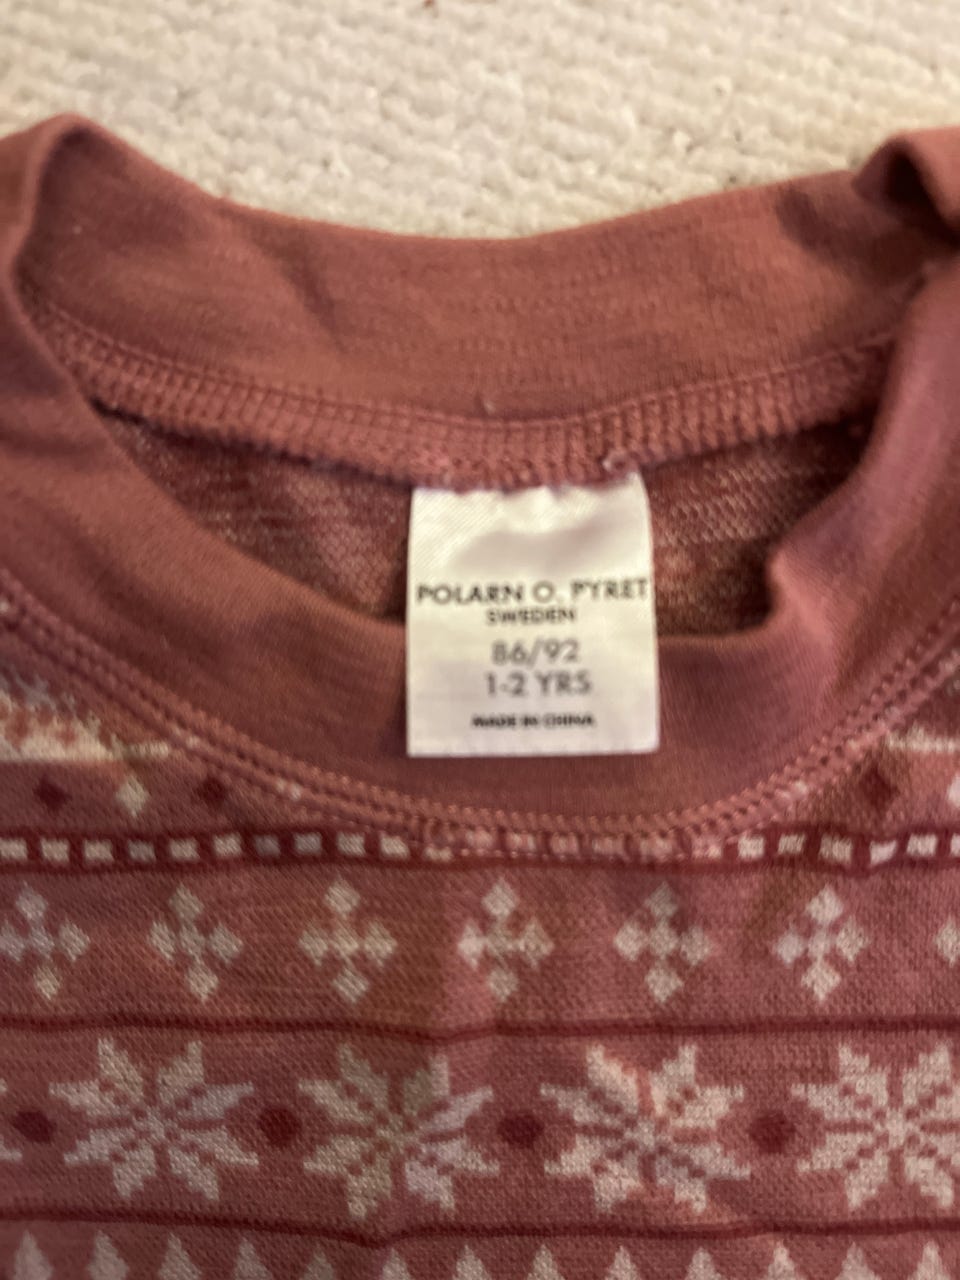 POLARN O. PYRET
SWEDEN
86/92
1-2 YRS
MADE IN CHINA